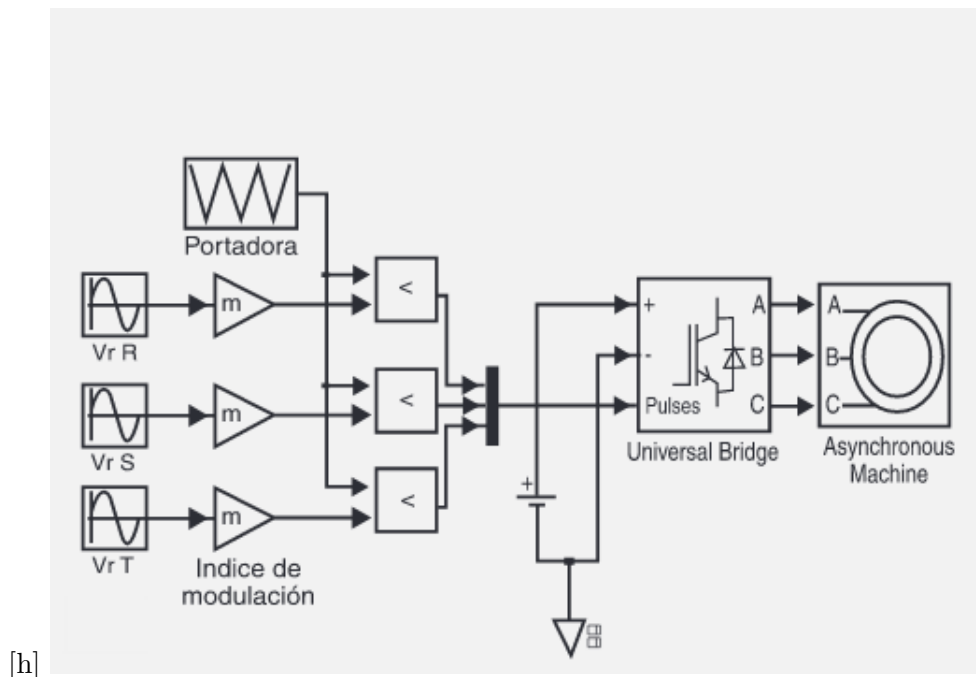 Portadora
Vr R
m
<
Vr S
m
<
Vr T
m
<
Indice de
modulación
+
+
-
Pulses
A
B
C
Universal Bridge
A
B
C
Asynchronous
Machine
[h]